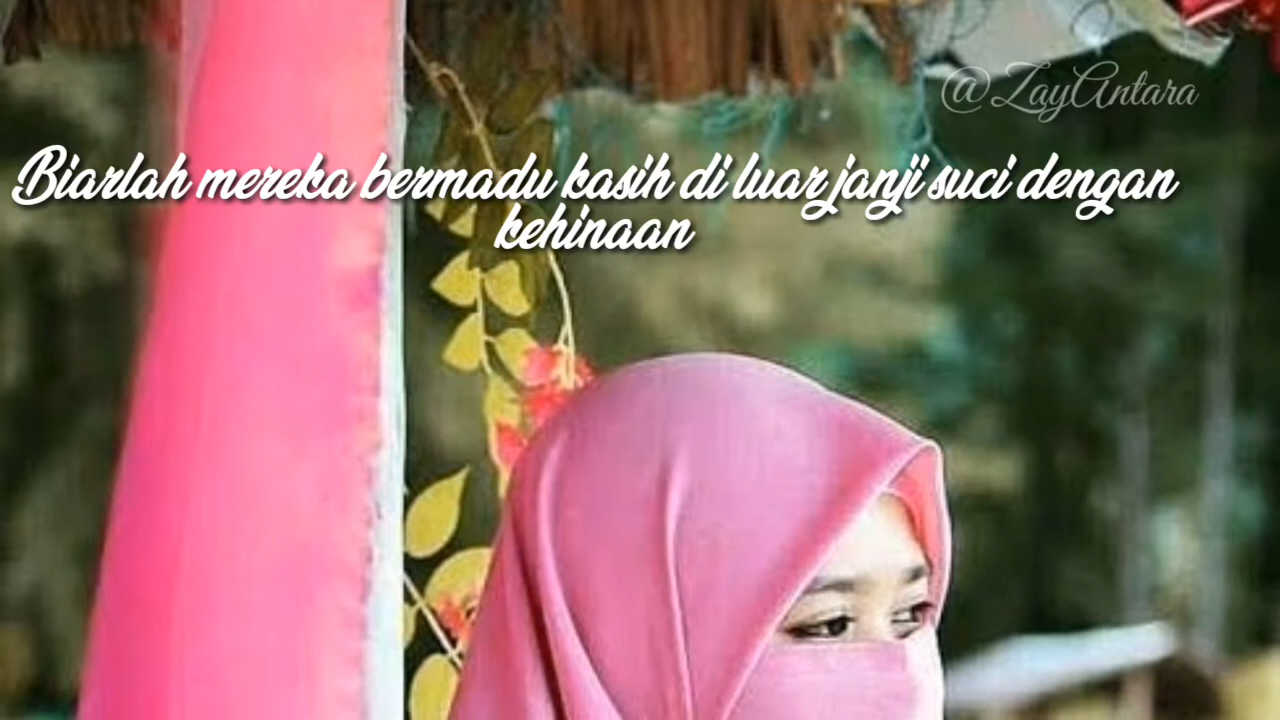 @ZayAntara
Biarlah mereka bermadu kasih di luar janji suci dengan
kehinaan